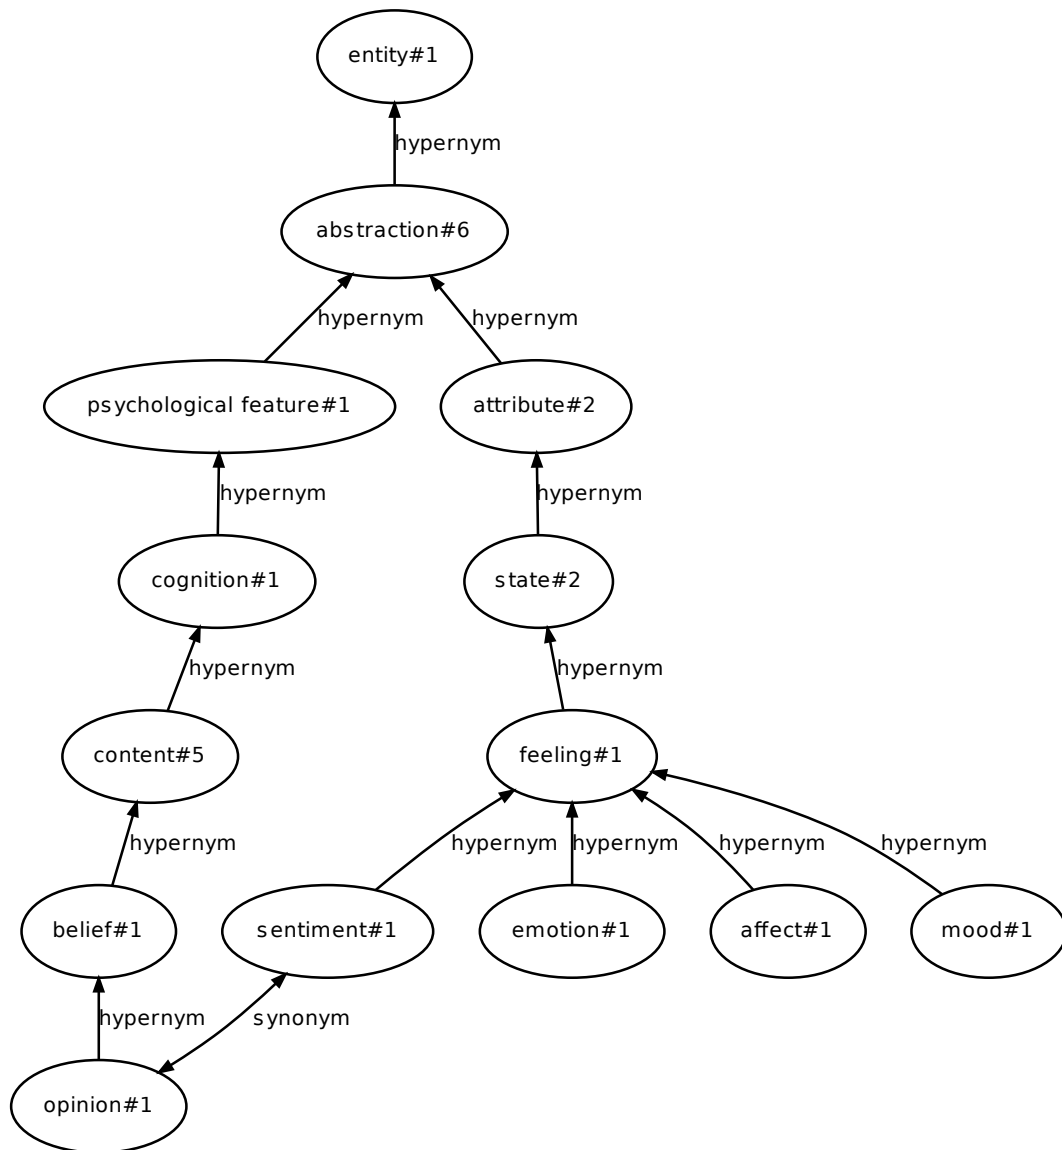 entity#1
hypernym
abstraction#6
hypernym
hypernym
psychological feature#1
attribute#2
hypernym
hypernym
cognition#1
state#2
hypernym
hypernym
content#5
feeling#1
hypernym
hypernym
hypernym
hypernym
hypernym
belief#1
sentiment#1
emotion#1
affect#1
mood#1
hypernym
synonym
opinion#1